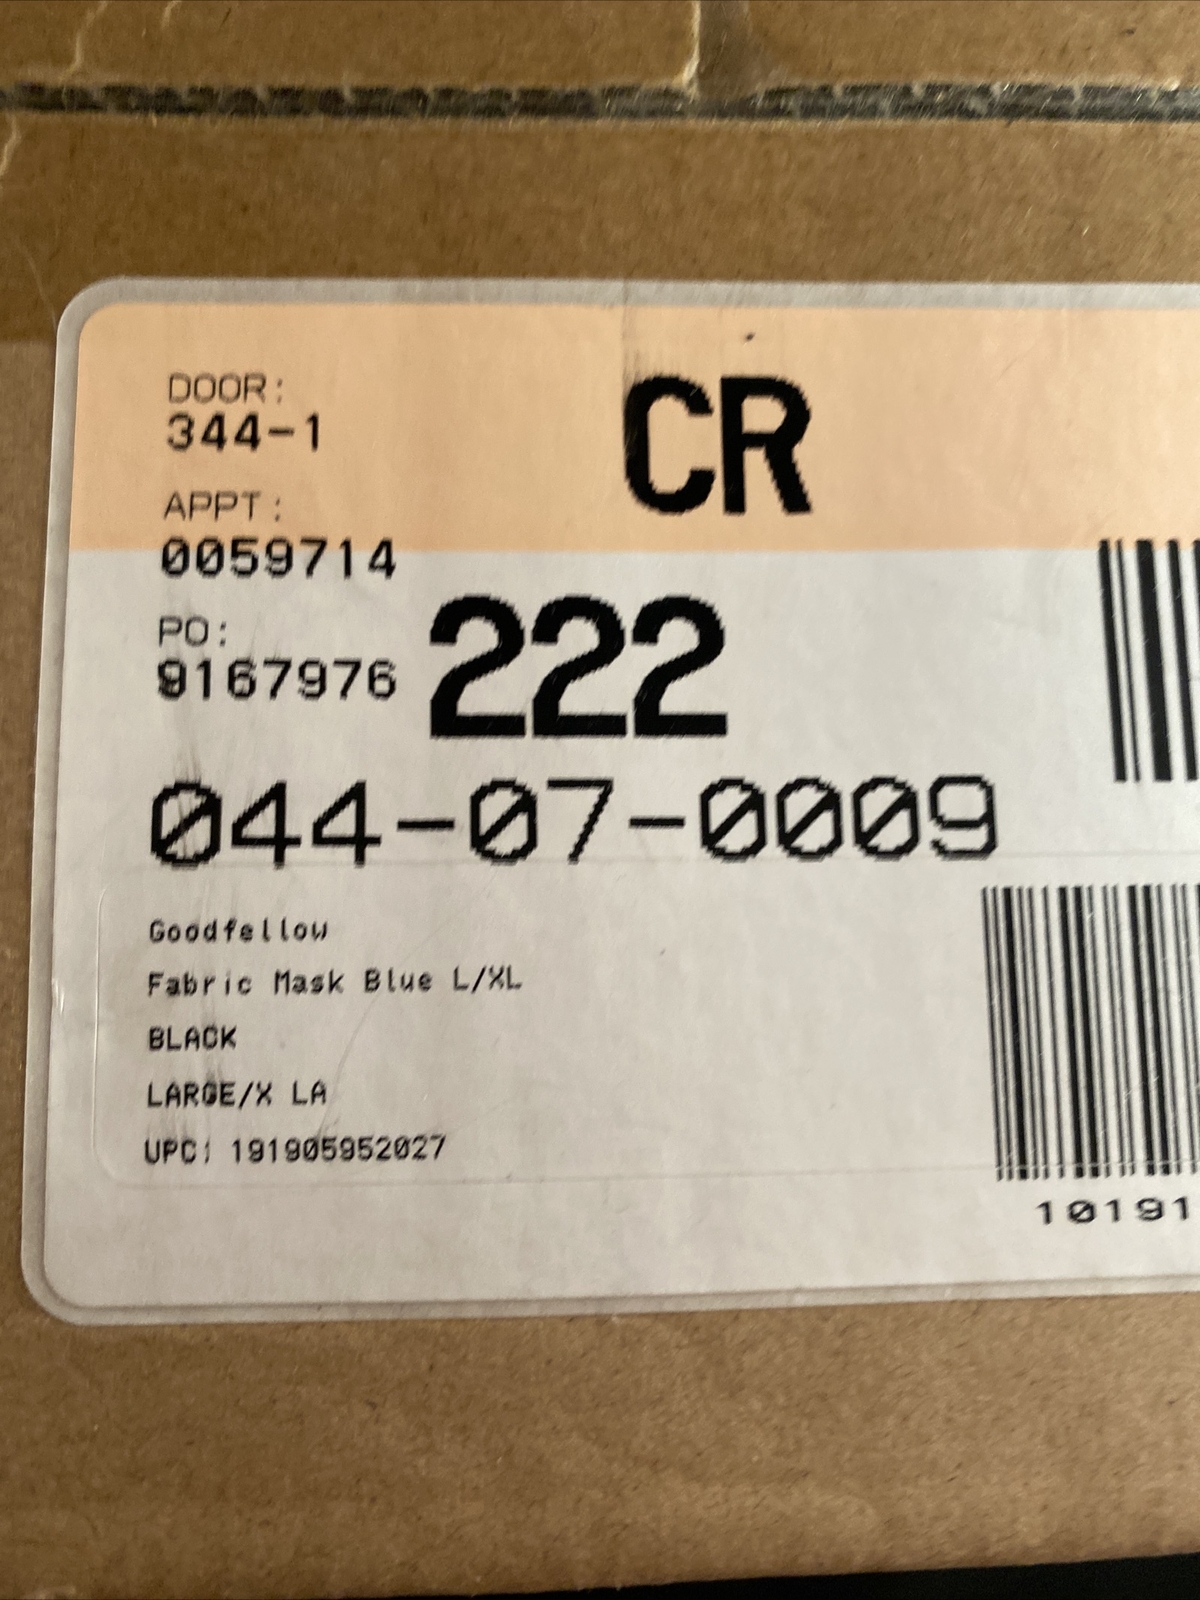 DOOR:
344-1
CR
APPT:
0059714
PO:
9167976
222
044-07-0009
Goodfellow
Fabric Mask Blue L/XL
BLACK
LARGE/X LA
UPC: 191905952027
10191